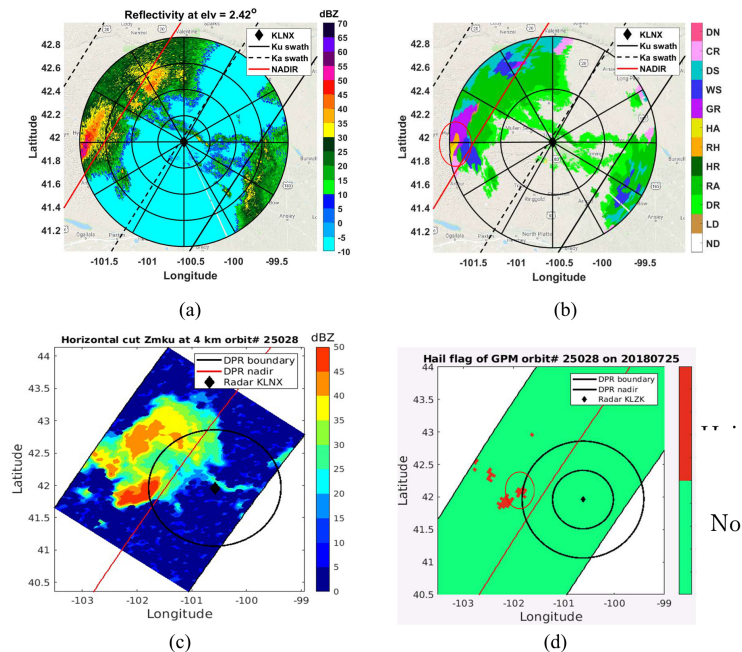 Reflectivity at elv = 2.42°
dBZ
KLNX
Ku swath
Ka swath
NADIR
42.8
42.6
42.4
42.2
42
41.8
41.6
41.4
41.2
Latitude
-101.5
-101
-100.5
-100
-99.5
Longitude
70
65
60
55
50
45
40
35
30
25
20
15
10
5
0
-5
-10
Valentine
Ogallala
(a)
KLNX
Ku swath
Ka swath
NADIR
42.8
42.6
42.4
42.2
42
41.8
41.6
41.4
41.2
Latitude
-101.5
-101
-100.5
-100
-99.5
Longitude
DN
CR
DS
WS
GR
HA
RH
HR
RA
DR
LD
ND
Ringgold
North Platte
Ogallala
(b)
Horizontal cut Zmku at 4 km orbit# 25028
dBZ
DPR boundary
DPR nadir
Radar KLNX
44
43.5
43
42.5
42
41.5
41
40.5
Latitude
-103
-102
-101
-100
-99
Longitude
50
45
40
35
30
25
20
15
10
5
0
(c)
Hail flag of GPM orbit# 25028 on 20180725
DPR boundary
DPR nadir
Radar KLZK
44
43.5
43
42.5
42
41.5
41
40.5
Latitude
-103
-102
-101
-100
-99
Longitude
No
(d)